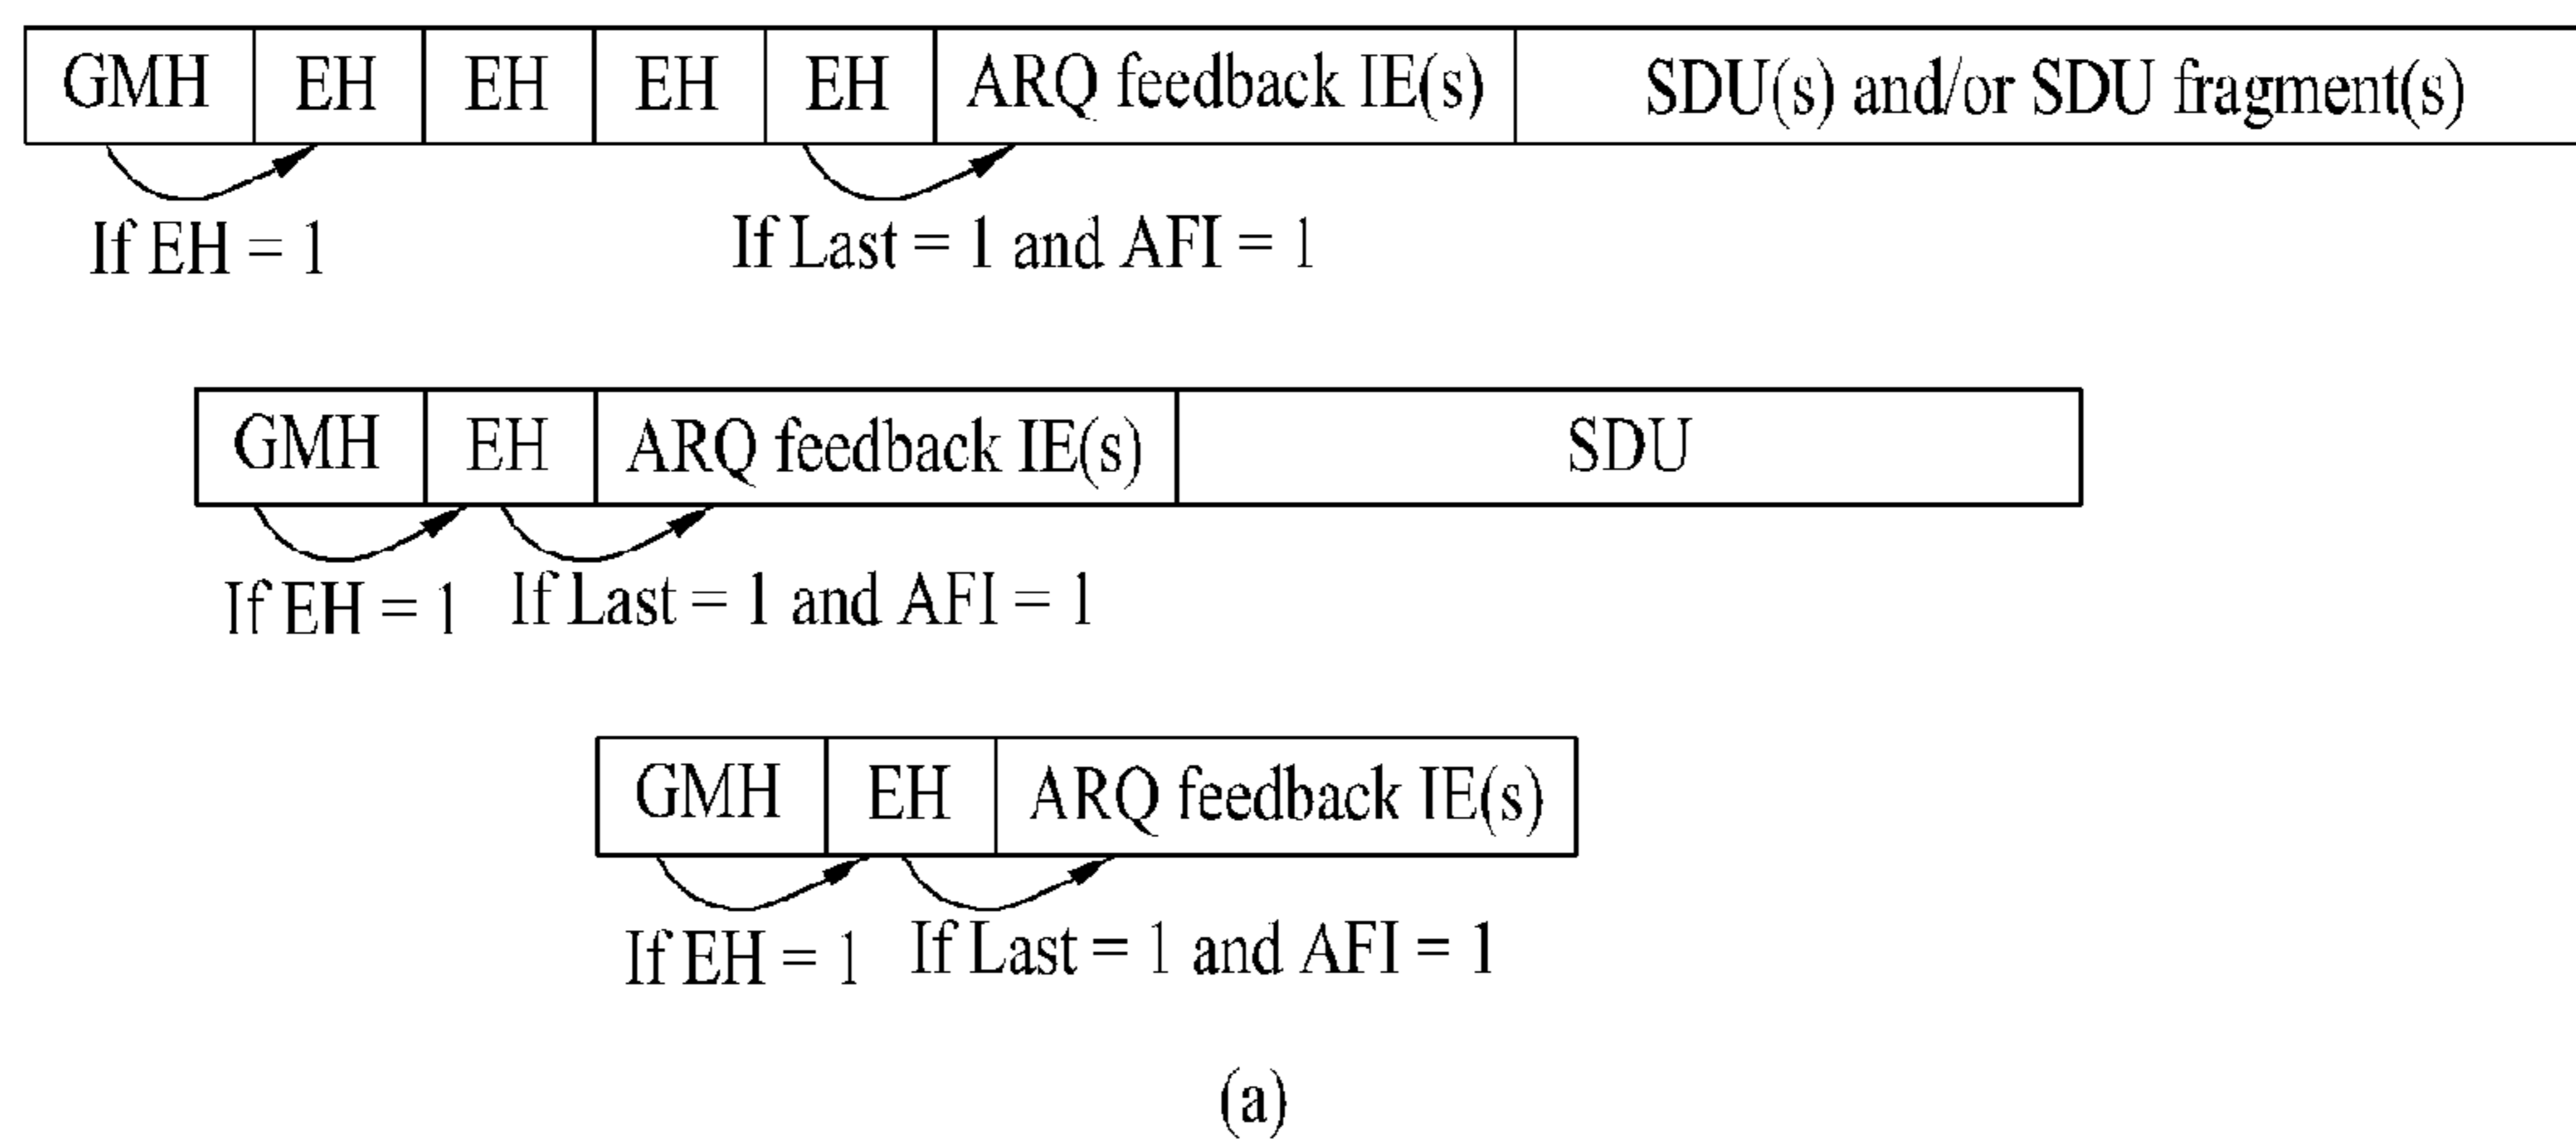 GMH EH EH EH EH ARQ feedback IE(s) SDU(s) and/or SDU fragment(s)
If EH = 1 If Last = 1 and AFI = 1
GMH EH ARQ feedback IE(s) SDU
If EH = 1 If Last = 1 and AFI = 1
GMH EH ARQ feedback IE(s)
If EH = 1 If Last = 1 and AFI = 1
(a)